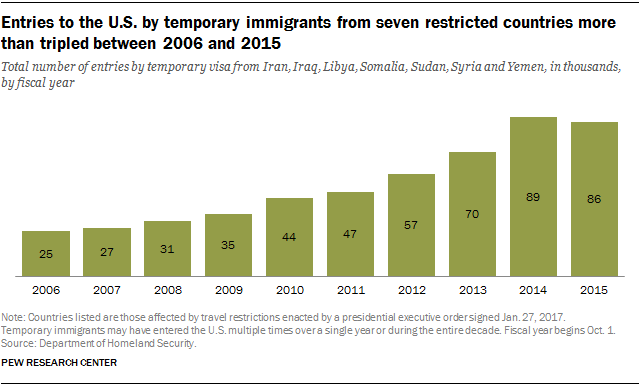 Entries to the U.S. by temporary immigrants from seven restricted countries more
than tripled between 2006 and 2015
Total number of entries by temporary visa from Iran, Iraq, Libya, Somalia, Sudan, Syria and Yemen, in thousands,
by fiscal year
25 27 31 35 44 47 57 70 89 86
2006 2007 2008 2009 2010 2011 2012 2013 2014 2015
Note: Countries listed are those affected by travel restrictions enacted by a presidential executive order signed Jan. 27, 2017.
Temporary immigrants may have entered the U.S. multiple times over a single year or during the entire decade. Fiscal year begins Oct. 1.
Source: Department of Homeland Security.
PEW RESEARCH CENTER